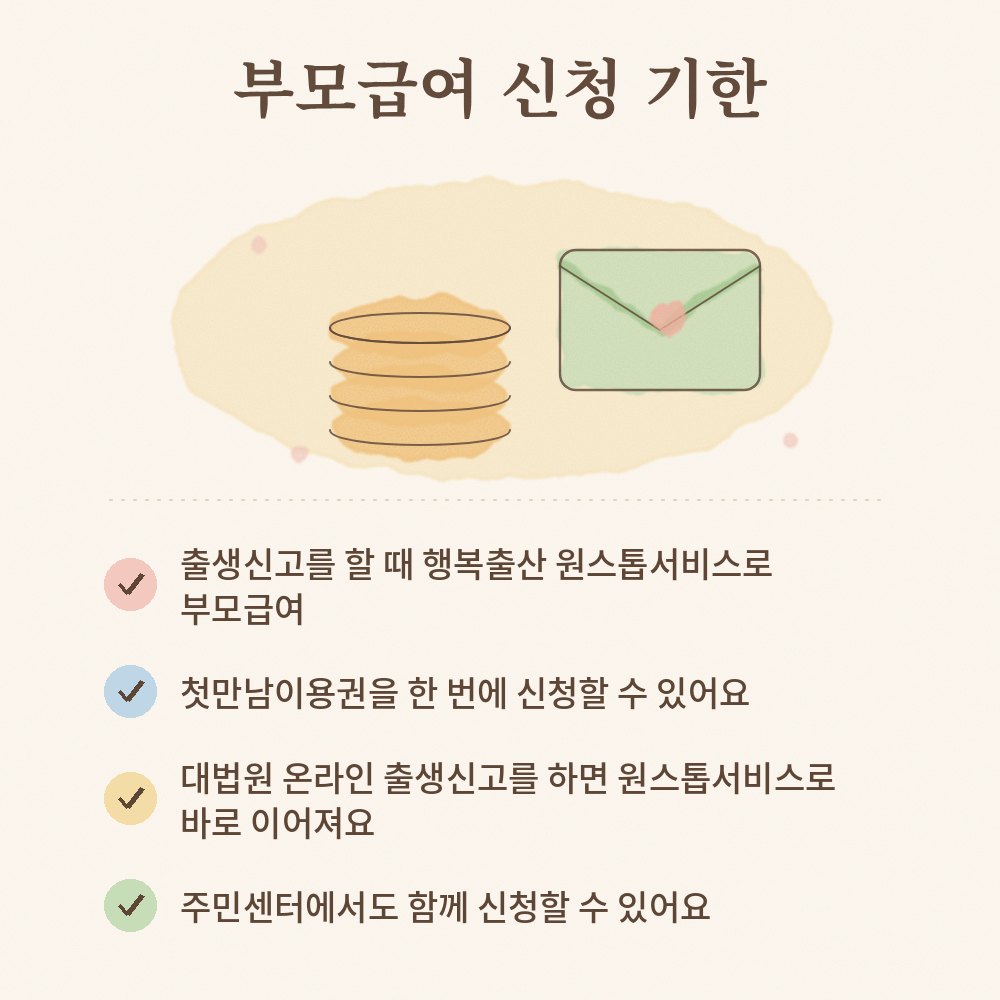 부모급여 신청 기한
출생신고를 할 때 행복출산 원스톱서비스로
부모급여
첫만남이용권을 한 번에 신청할 수 있어요
대법원 온라인 출생신고를 하면 원스톱서비스로
바로 이어져요
주민센터에서도 함께 신청할 수 있어요